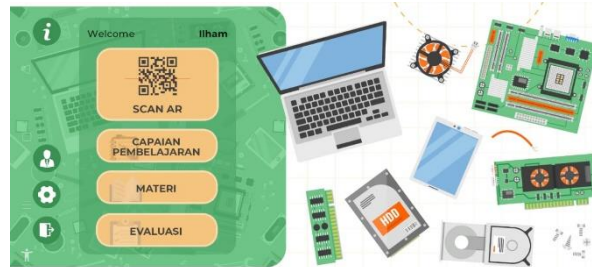 i
Welcome Ilham
SCAN AR
CAPAIAN
PEMBELAJARAN
MATERI
EVALUASI
HDD